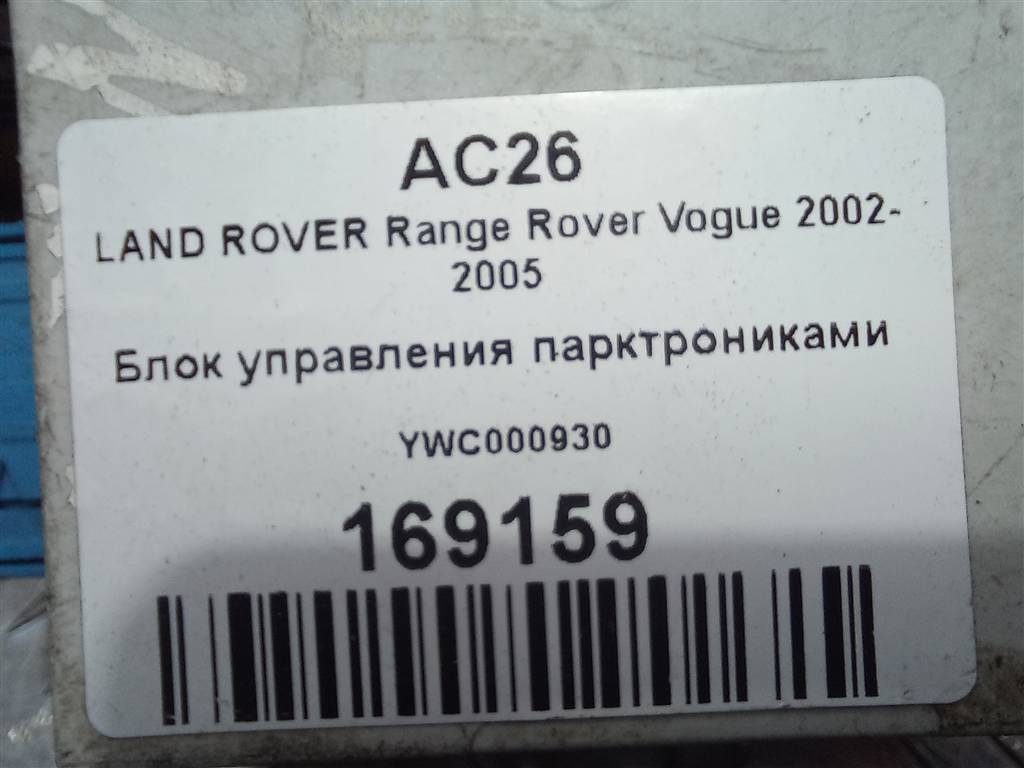 AC26
LAND ROVER Range Rover Vogue 2002-
2005
Блок управления парктрониками
YWC000930
169159